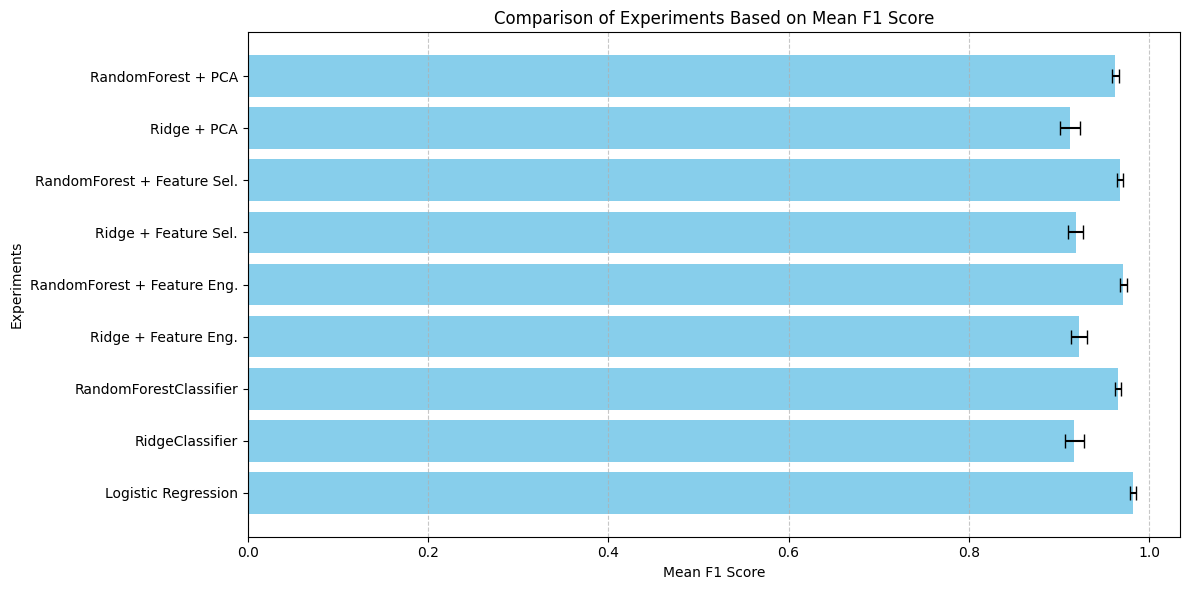 Comparison of Experiments Based on Mean F1 Score
Experiments
RandomForest + PCA
Ridge + PCA
RandomForest + Feature Sel.
Ridge + Feature Sel.
RandomForest + Feature Eng.
Ridge + Feature Eng.
RandomForestClassifier
RidgeClassifier
Logistic Regression
0.0 0.2 0.4 0.6 0.8 1.0
Mean F1 Score